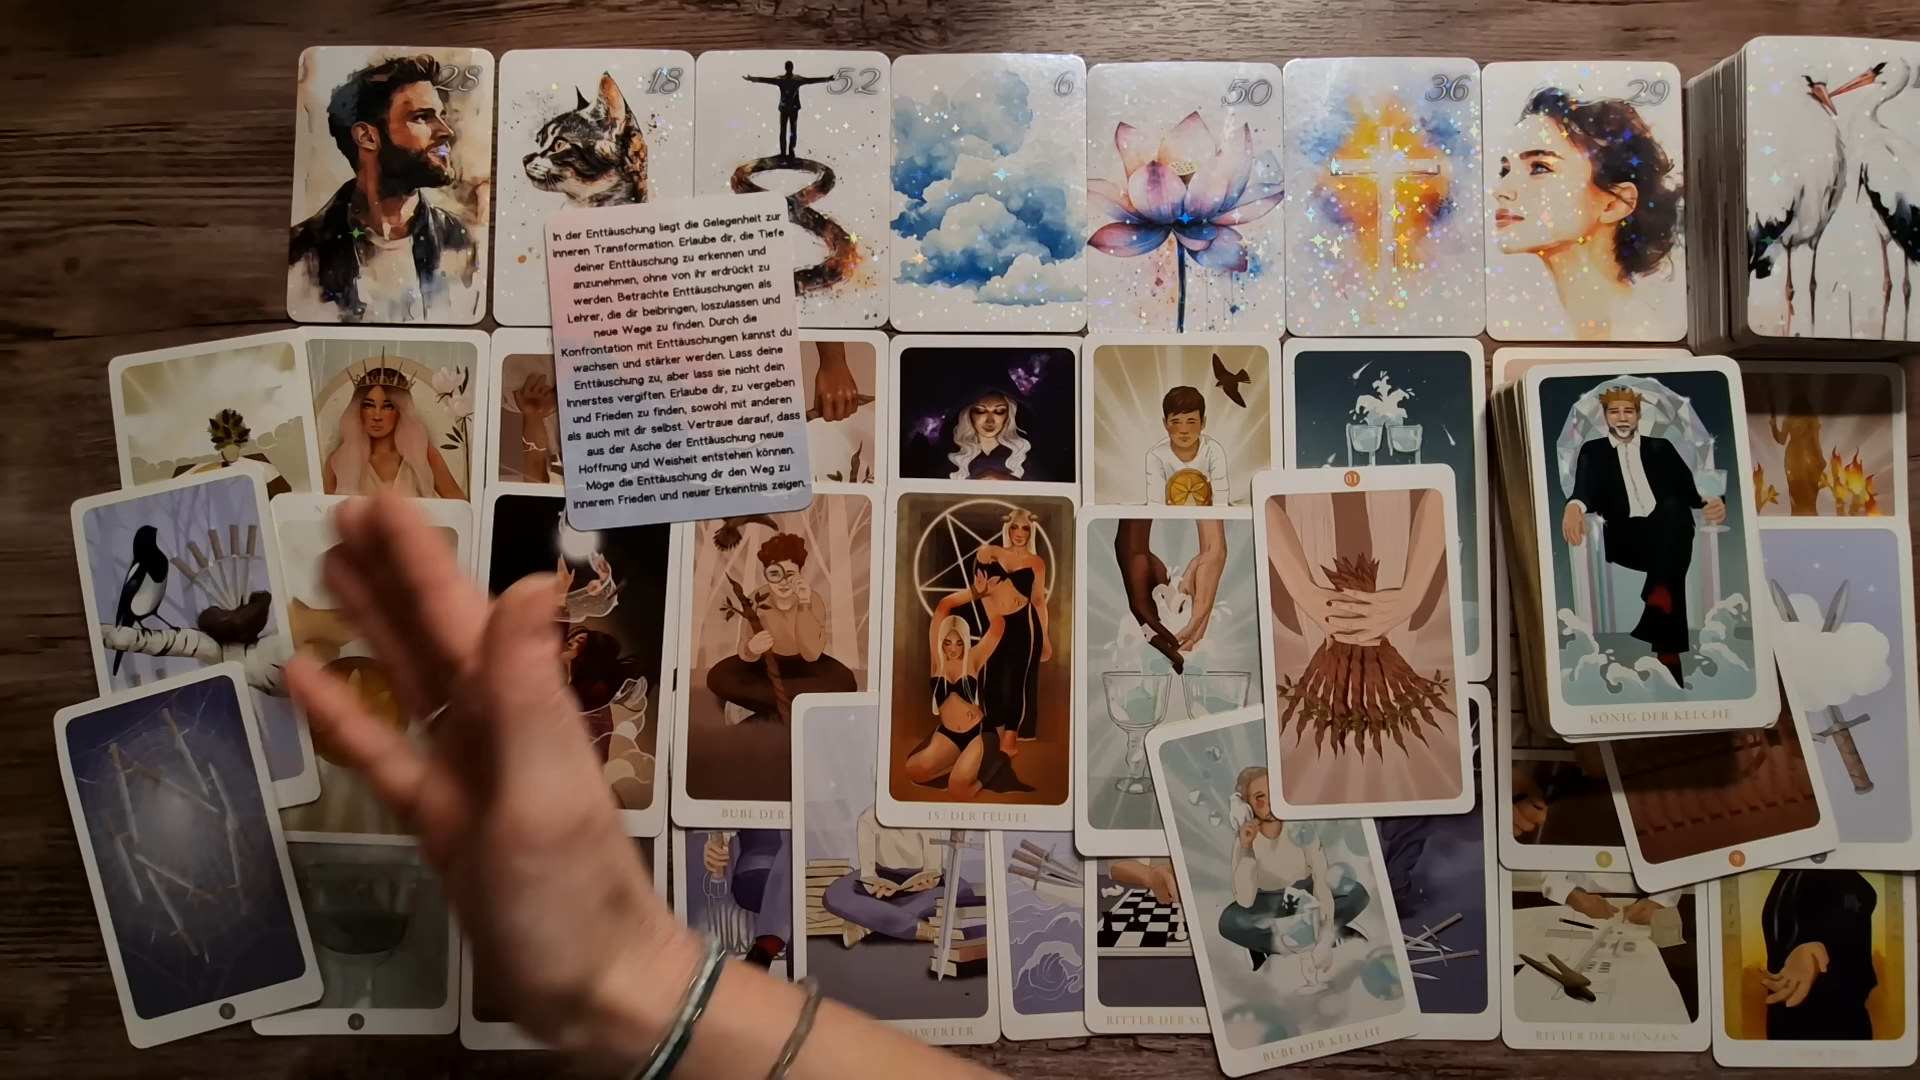 28
18
52
6
50
36
29
In der Enttäuschung liegt die Gelegenheit zur
inneren Transformation. Erlaube dir, die Tiefe
deiner Enttäuschung zu erkennen und
anzunehmen, ohne von ihr erdrückt zu
werden. Betrachte Enttäuschungen als
Lehrer, die dir beibringen, loszulassen und
neue Wege zu finden. Durch die
Konfrontation mit Enttäuschungen kannst du
wachsen und stärker werden. Lass deine
Enttäuschung zu, aber lass sie nicht dein
Innerstes vergiften. Erlaube dir, zu vergeben
und Frieden zu finden, sowohl mit anderen
als auch mit dir selbst. Vertraue darauf, dass
aus der Asche der Enttäuschung neue
Hoffnung und Weisheit entstehen können.
Möge die Enttäuschung dir den Weg zu
innerem Frieden und neuer Erkenntnis zeigen.
KÖNIG DER KELCHE
BUBE DER
15 | DER TEUFEL
RITTER DER
BUBE DER KELCHE
RITTER DER MÜNZEN